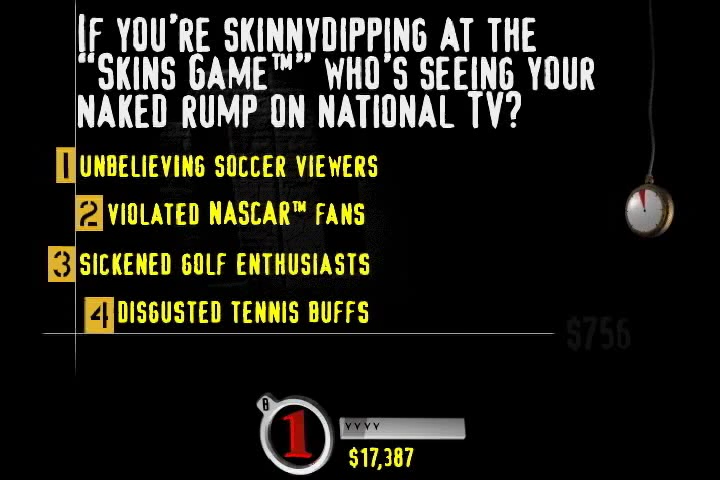 If you're skinnydipping at the
"Skins Game™" who's seeing your
naked rump on national TV?
1 unbelieving soccer viewers
2 violated NASCAR™ fans
3 sickened golf enthusiasts
4 disgusted tennis buffs
$756
B
1
YYYY
$17,387